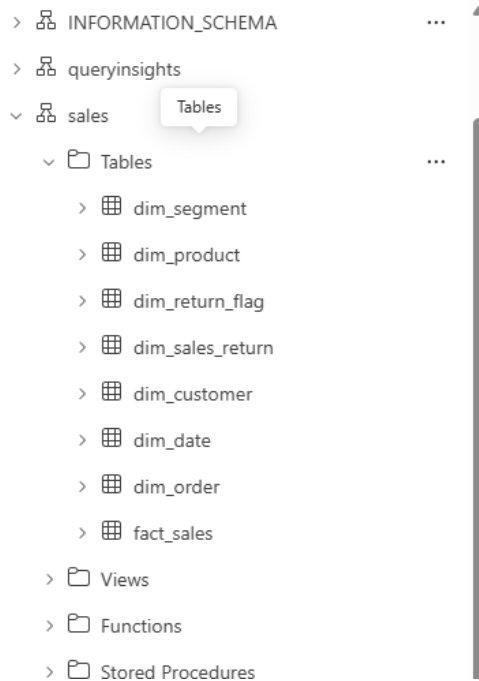 INFORMATION_SCHEMA
queryinsights
sales
Tables
Tables
dim_segment
dim_product
dim_return_flag
dim_sales_return
dim_customer
dim_date
dim_order
fact_sales
Views
Functions
Stored Procedures